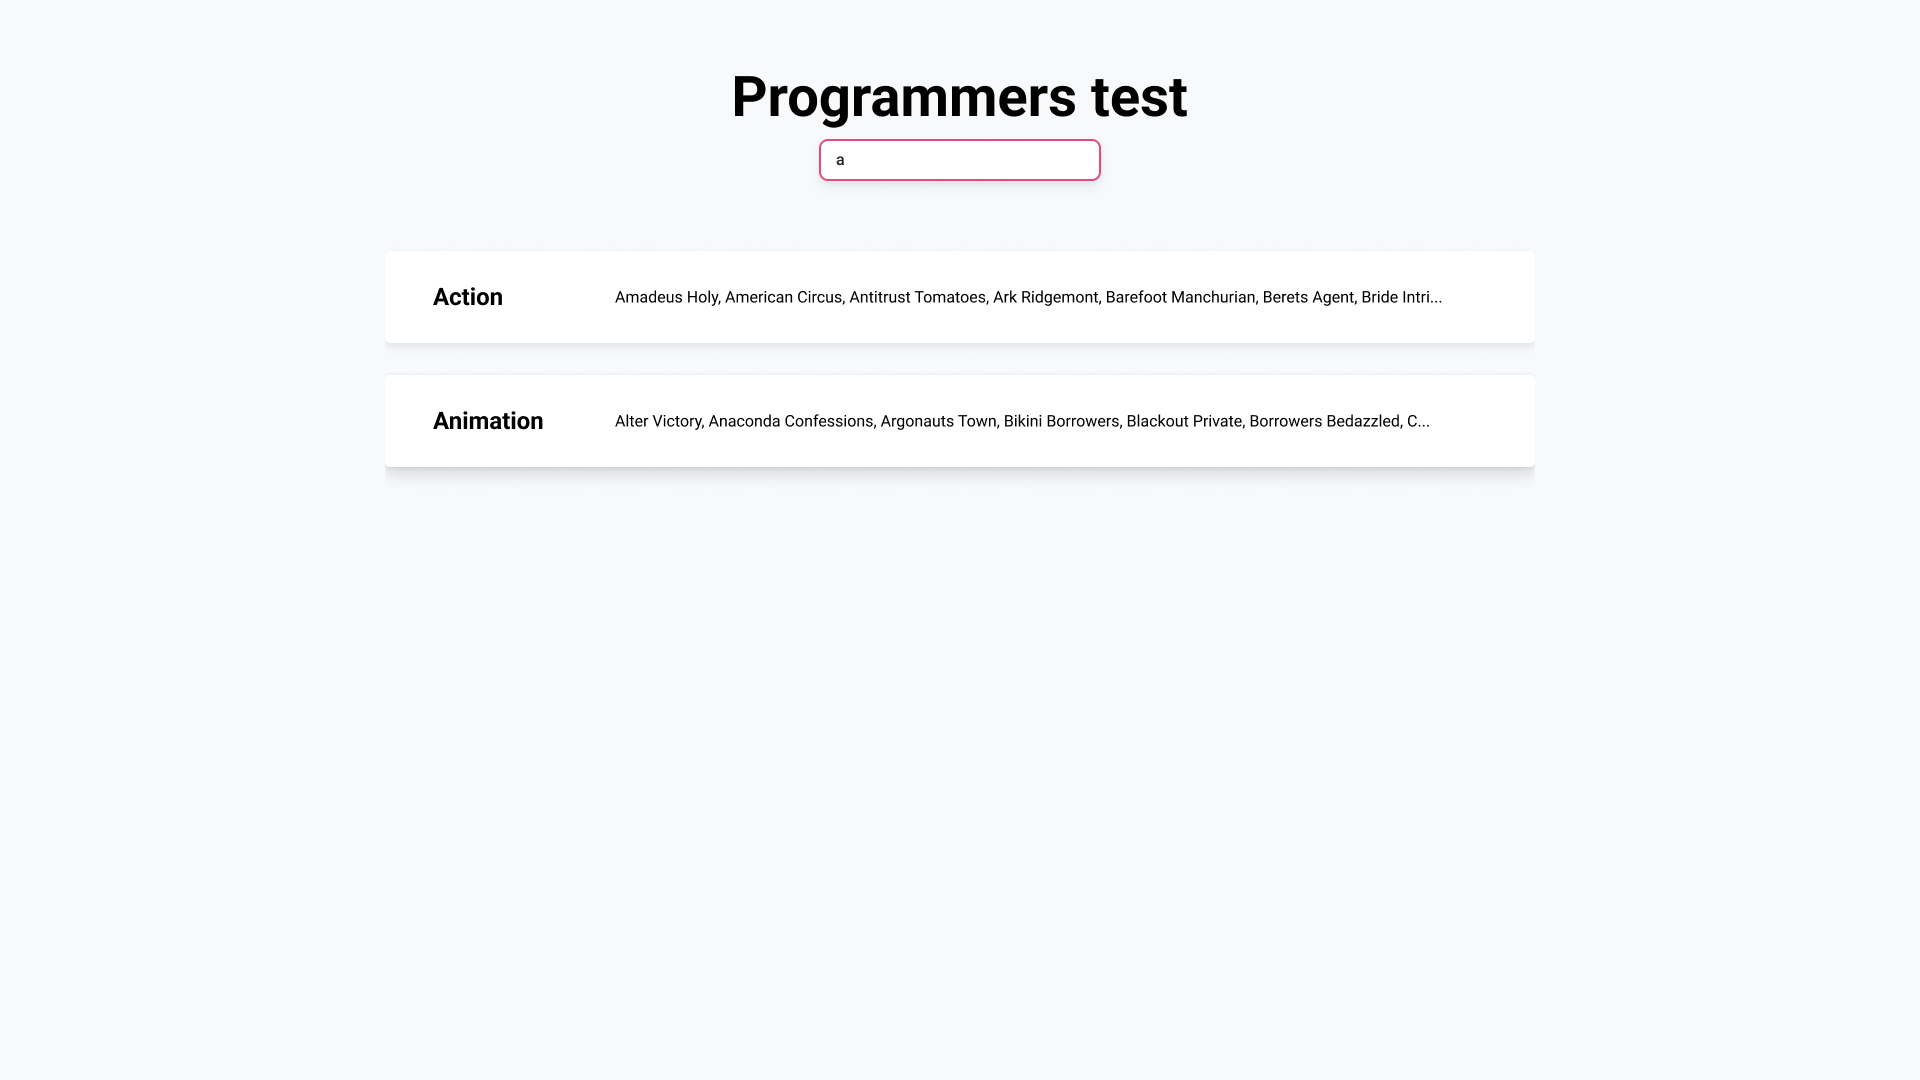 Programmers test
a
Action
Amadeus Holy, American Circus, Antitrust Tomatoes, Ark Ridgemont, Barefoot Manchurian, Berets Agent, Bride Intri...
Animation
Alter Victory, Anaconda Confessions, Argonauts Town, Bikini Borrowers, Blackout Private, Borrowers Bedazzled, C...